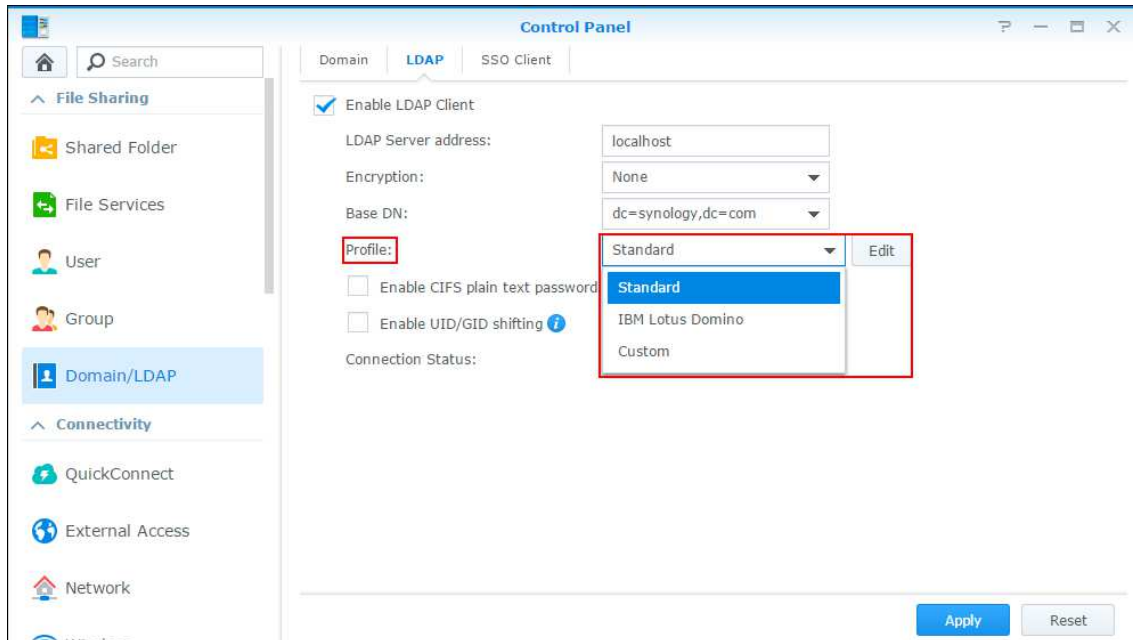 Control Panel
Search
File Sharing
Shared Folder
File Services
User
Group
Domain/LDAP
Connectivity
QuickConnect
External Access
Network
Domain LDAP SSO Client
Enable LDAP Client
LDAP Server address: localhost
Encryption: None
Base DN: dc=synology,dc=com
Profile: Standard Edit
Standard
IBM Lotus Domino
Custom
Enable CIFS plain text password
Enable UID/GID shifting
Connection Status:
Apply Reset